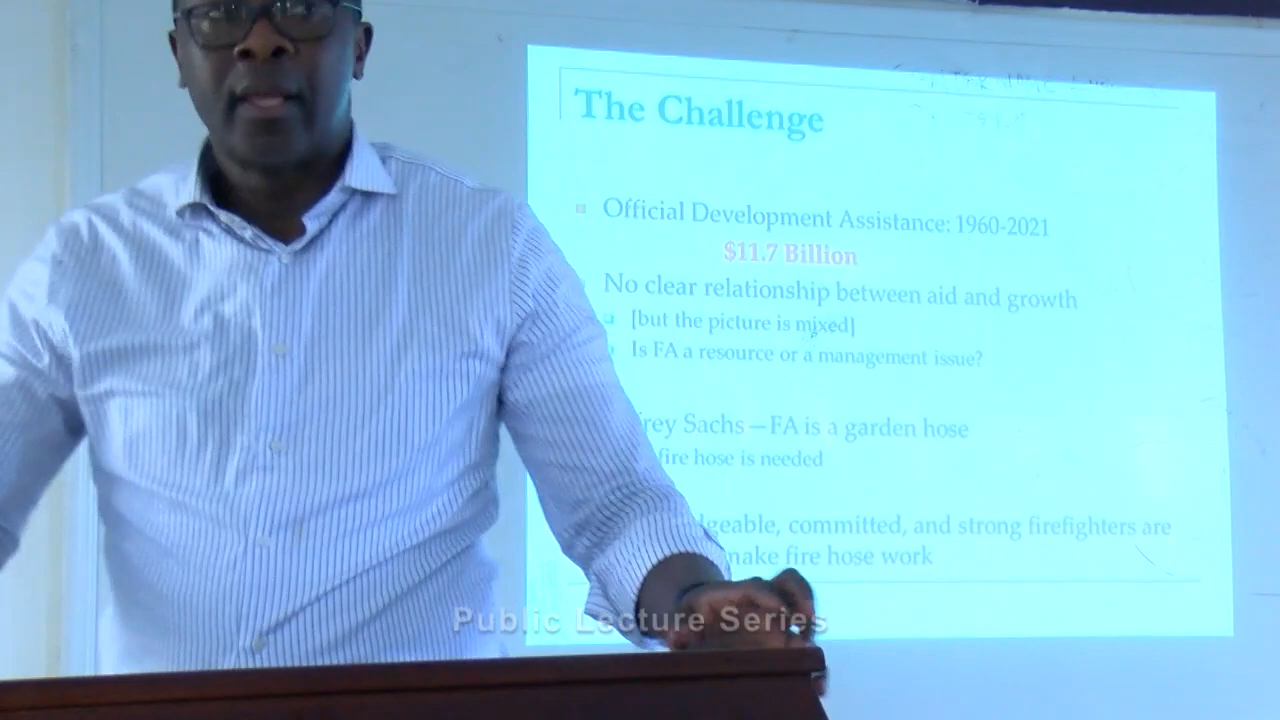 The Challenge
Official Development Assistance: 1960-2021
$11.7 Billion
No clear relationship between aid and growth
[but the picture is mixed]
Is FA a resource or a management issue?
Sachs—FA is a garden hose
fire hose is needed
committed, and strong firefighters are
fire hose work
Public Lecture Series